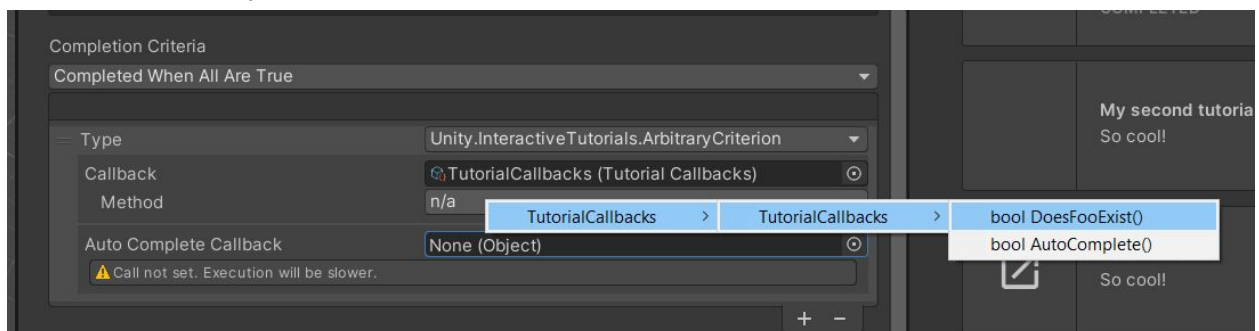 Completion Criteria
Completed When All Are True
Type
Unity.InteractiveTutorials.ArbitraryCriterion
Callback
TutorialCallbacks (Tutorial Callbacks)
Method
n/a
TutorialCallbacks
TutorialCallbacks
bool DoesFooExist()
bool AutoComplete()
Auto Complete Callback
None (Object)
Call not set. Execution will be slower.
+ −
My second tutoria
So cool!
So cool!